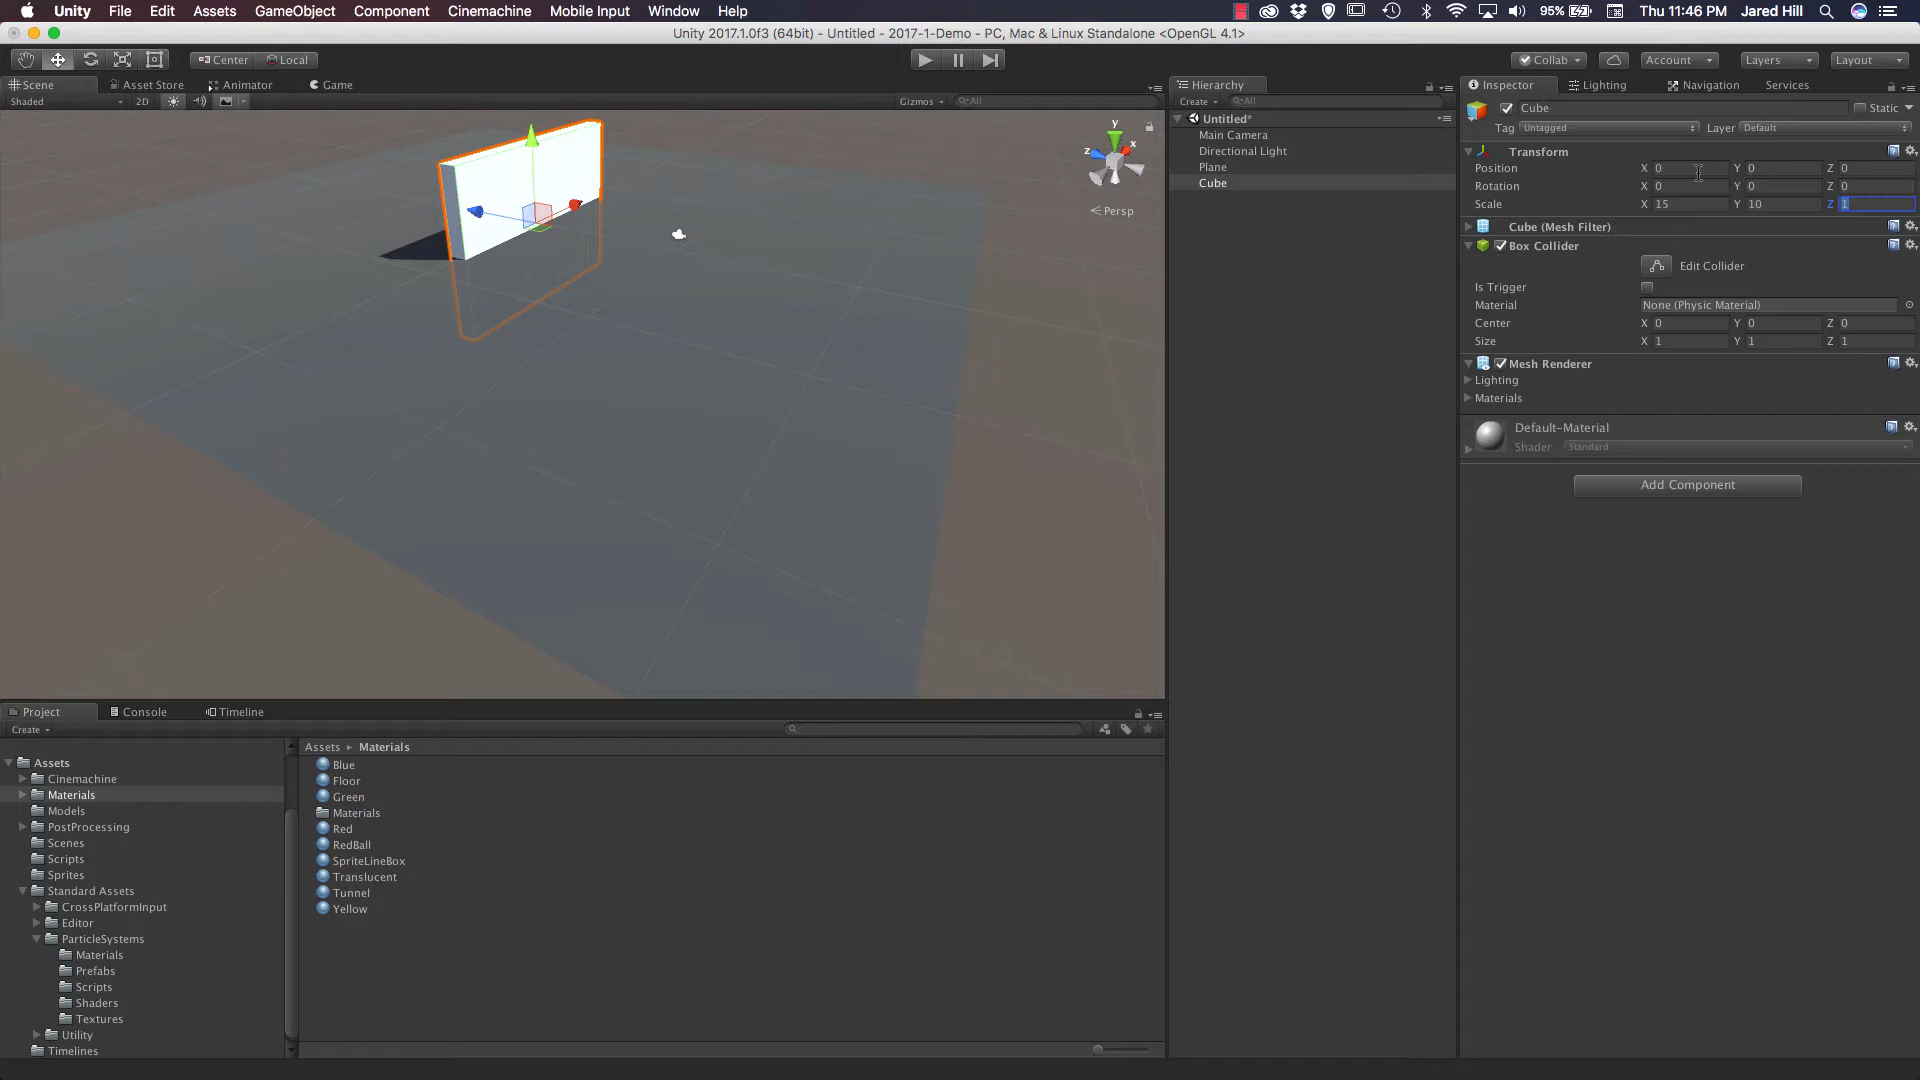 Unity File Edit Assets GameObject Component Cinemachine Mobile Input Window Help 95% Thu 11:46 PM Jared Hill
Unity 2017.1.0f3 (64bit) - Untitled - 2017-1-Demo - PC, Mac & Linux Standalone <OpenGL 4.1>
Center Local Collab Account Layers Layout
Scene Asset Store Animator Game Hierarchy Inspector Lighting Navigation Services
Shaded 2D Gizmos All Create All
Cube Static
Untitled*
Tag Untagged Layer Default
Main Camera
Directional Light
Plane
Cube
y
x
z
Persp
Transform
Position X 0 Y 0 Z 0
Rotation X 0 Y 0 Z 0
Scale X 15 Y 10 Z 1
Cube (Mesh Filter)
Box Collider
Edit Collider
Is Trigger
Material None (Physic Material)
Center X 0 Y 0 Z 0
Size X 1 Y 1 Z 1
Mesh Renderer
Lighting
Materials
Default-Material
Shader Standard
Add Component
Project Console Timeline
Create
Assets
Cinemachine
Materials
Models
PostProcessing
Scenes
Scripts
Sprites
Standard Assets
CrossPlatformInput
Editor
ParticleSystems
Materials
Prefabs
Scripts
Shaders
Textures
Utility
Timelines
Assets Materials
Blue
Floor
Green
Materials
Red
RedBall
SpriteLineBox
Translucent
Tunnel
Yellow